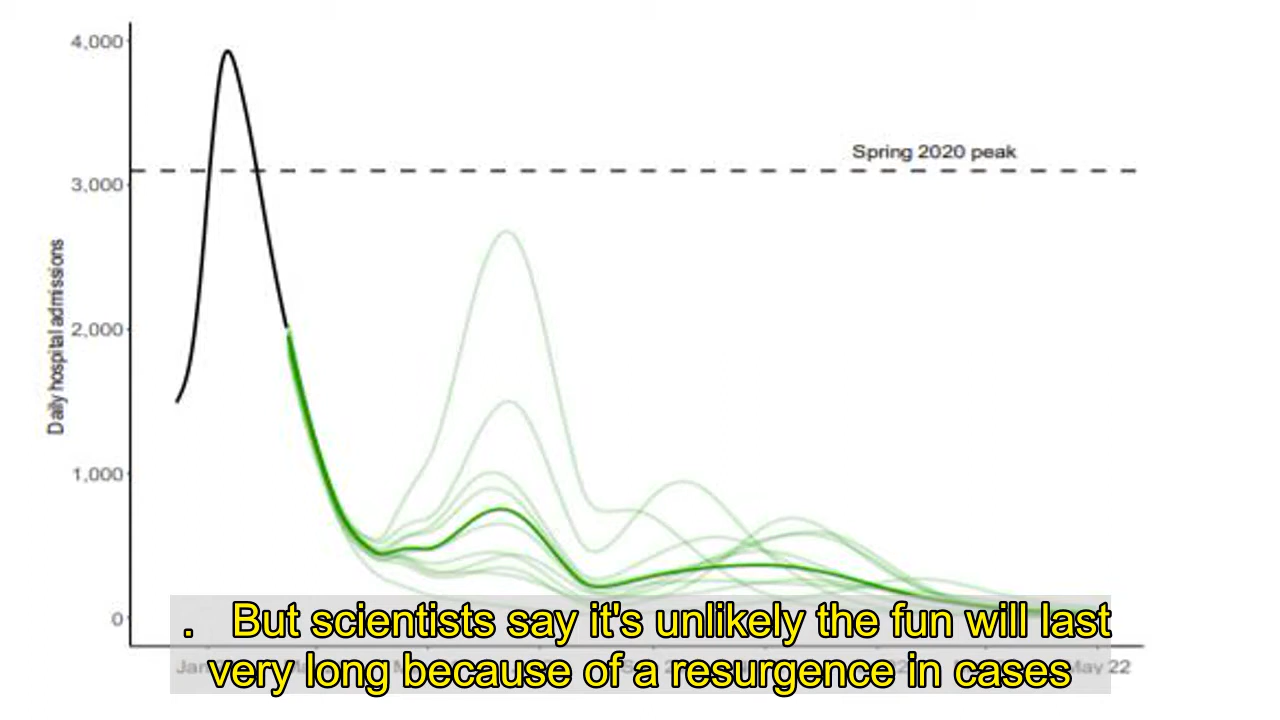 4,000
Spring 2020 peak
3,000
Daily hospital admissions
2,000
1,000
0
. But scientists say it's unlikely the fun will last
very long because of a resurgence in cases
May 22